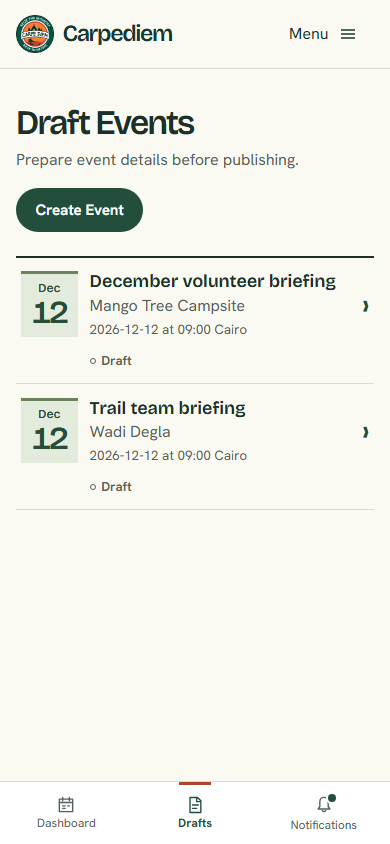 CARPE DIEM
Carpediem
Menu
Draft Events
Prepare event details before publishing.
Create Event
Dec
12
December volunteer briefing
Mango Tree Campsite
2026-12-12 at 09:00 Cairo
Draft
Dec
12
Trail team briefing
Wadi Degla
2026-12-12 at 09:00 Cairo
Draft
Dashboard
Drafts
Notifications